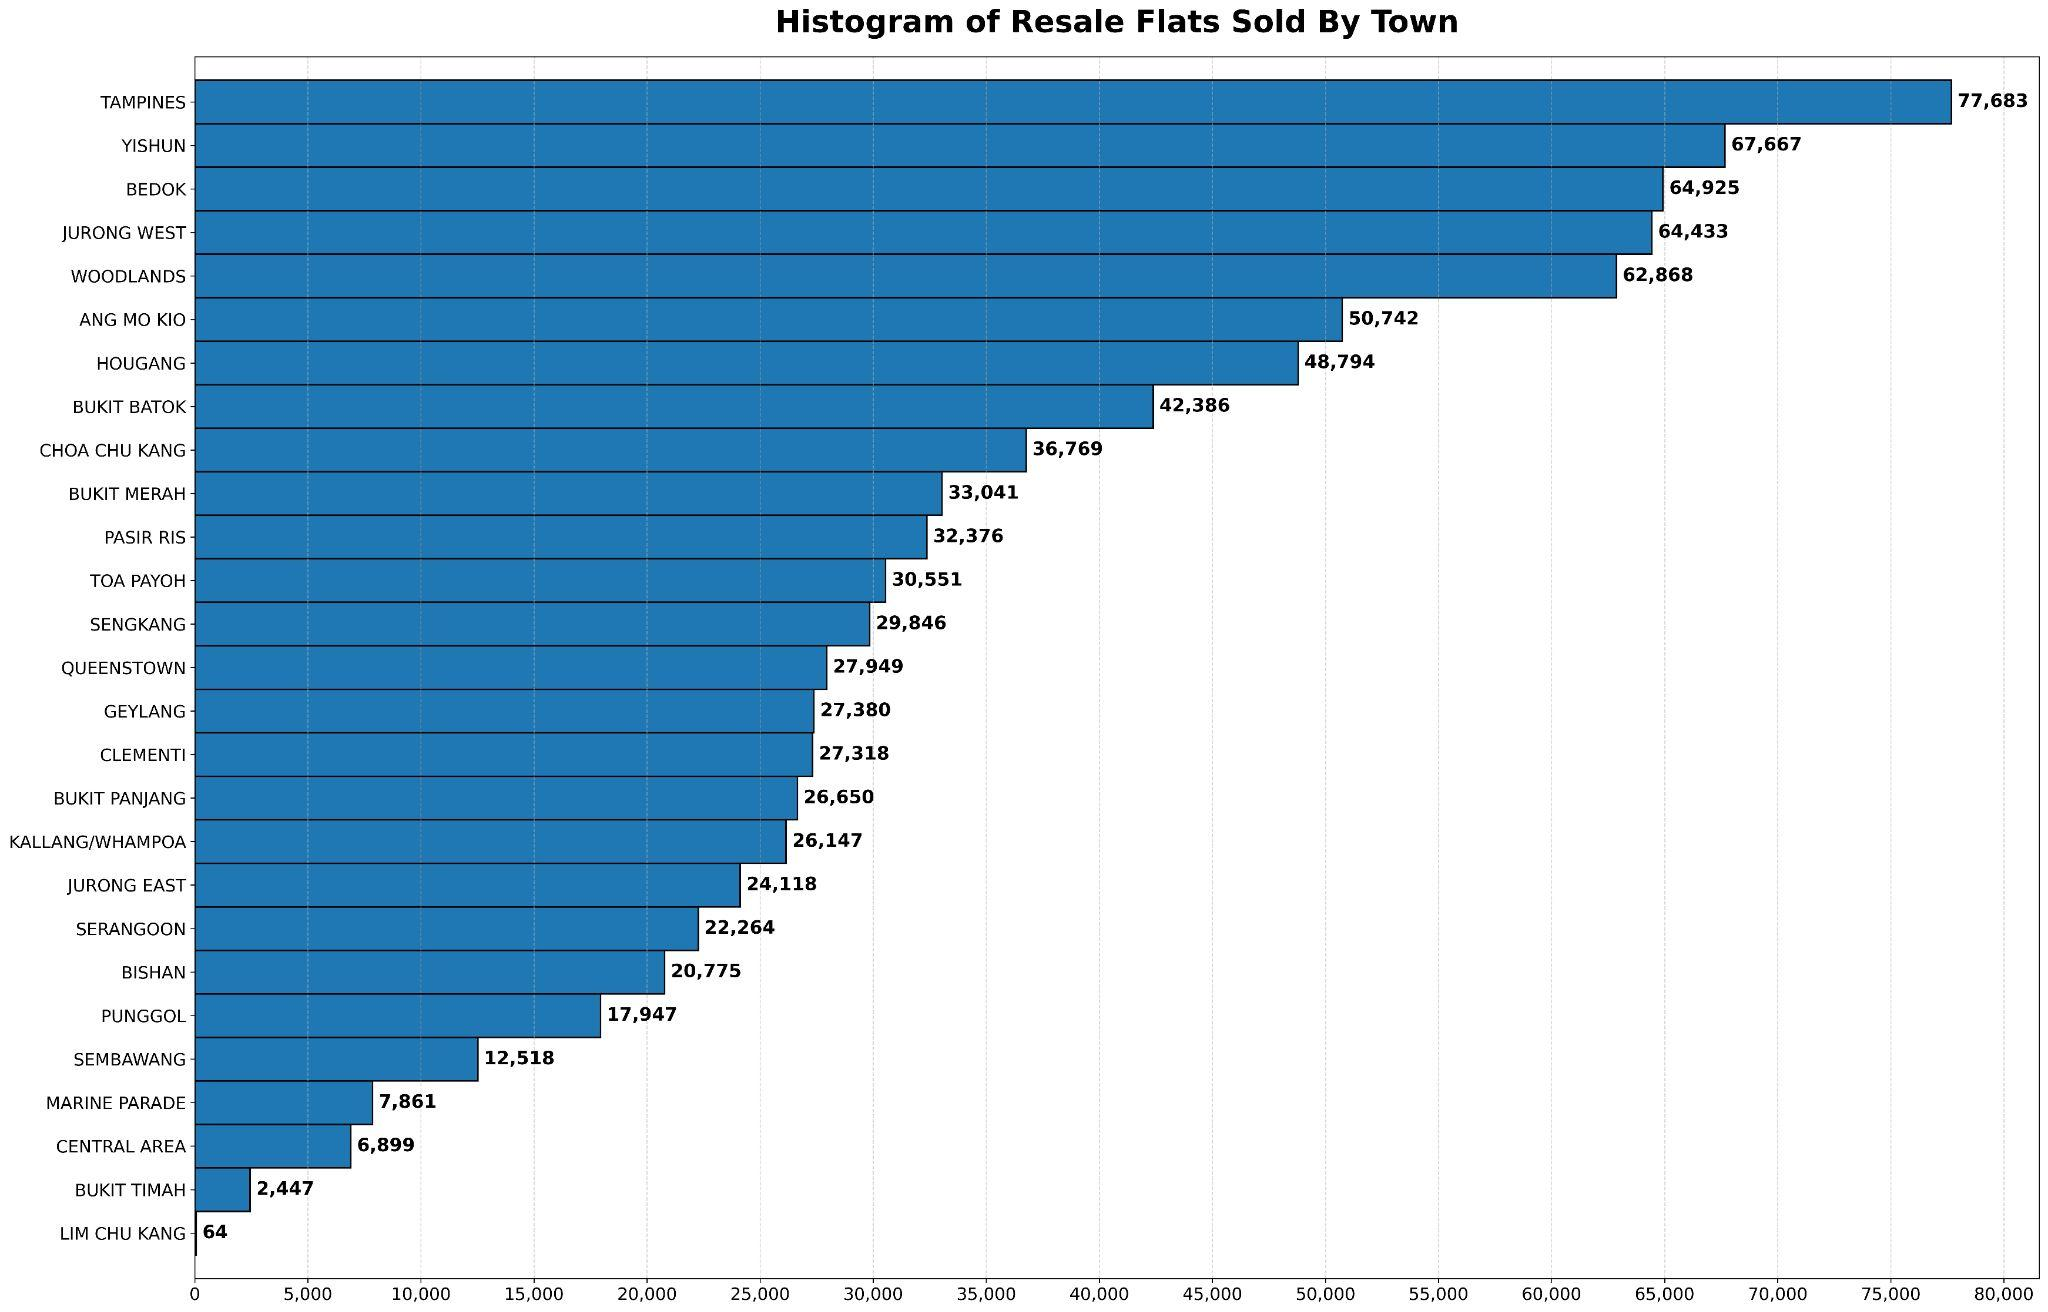 Histogram of Resale Flats Sold By Town
TAMPINES 77,683
YISHUN 67,667
BEDOK 64,925
JURONG WEST 64,433
WOODLANDS 62,868
ANG MO KIO 50,742
HOUGANG 48,794
BUKIT BATOK 42,386
CHOA CHU KANG 36,769
BUKIT MERAH 33,041
PASIR RIS 32,376
TOA PAYOH 30,551
SENGKANG 29,846
QUEENSTOWN 27,949
GEYLANG 27,380
CLEMENTI 27,318
BUKIT PANJANG 26,650
KALLANG/WHAMPOA 26,147
JURONG EAST 24,118
SERANGOON 22,264
BISHAN 20,775
PUNGGOL 17,947
SEMBAWANG 12,518
MARINE PARADE 7,861
CENTRAL AREA 6,899
BUKIT TIMAH 2,447
LIM CHU KANG 64
0 5,000 10,000 15,000 20,000 25,000 30,000 35,000 40,000 45,000 50,000 55,000 60,000 65,000 70,000 75,000 80,000